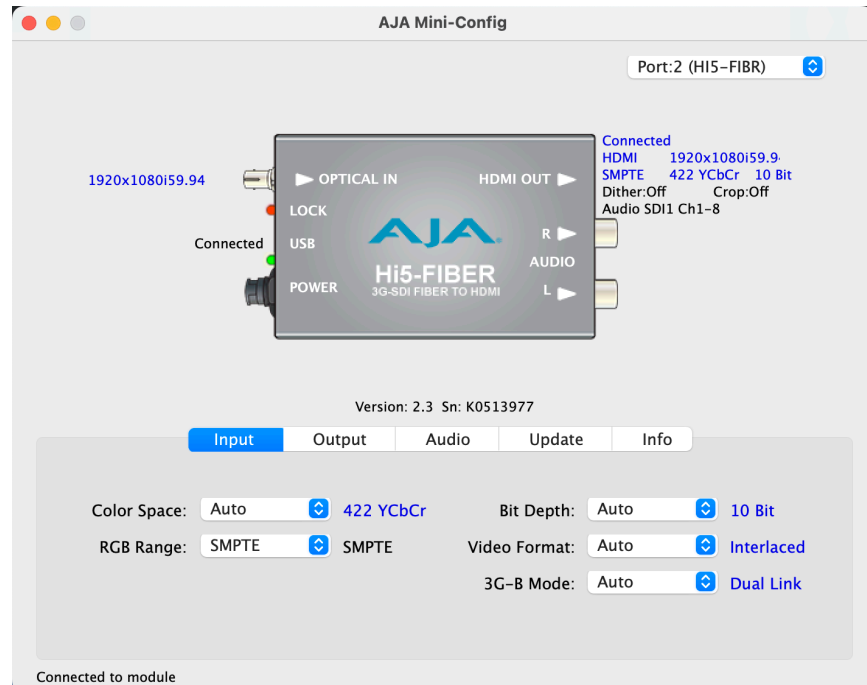 AJA Mini-Config
Port:2 (HI5-FIBR)
1920x1080i59.94
Connected
OPTICAL IN
LOCK
USB
POWER
AJA
Hi5-FIBER
3G-SDI FIBER TO HDMI
HDMI OUT
R
AUDIO
L
Connected
HDMI 1920x1080i59.9
SMPTE 422 YCbCr 10 Bit
Dither:Off Crop:Off
Audio SDI1 Ch1-8
Version: 2.3 Sn: K0513977
Input Output Audio Update Info
Color Space: Auto 422 YCbCr Bit Depth: Auto 10 Bit
RGB Range: SMPTE SMPTE Video Format: Auto Interlaced
3G-B Mode: Auto Dual Link
Connected to module